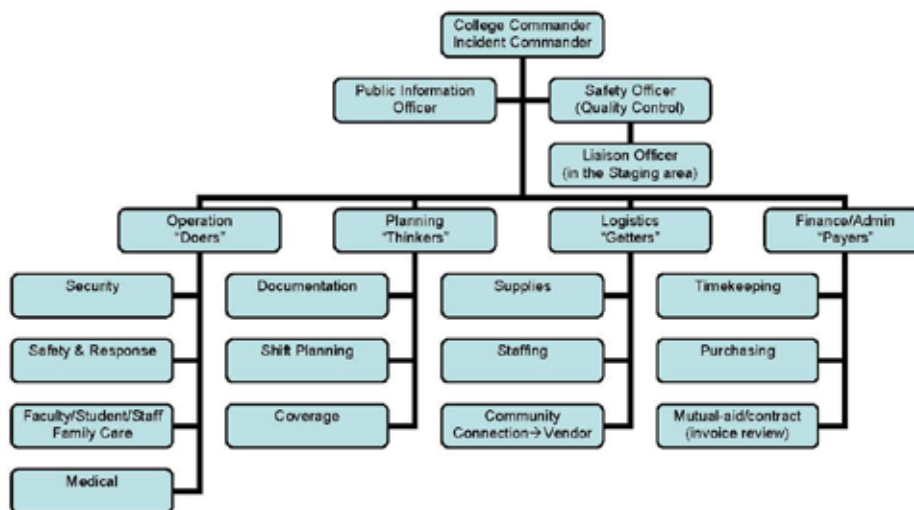 College Commander
Incident Commander
Public Information
Officer
Safety Officer
(Quality Control)
Liaison Officer
(in the Staging area)
Operation
"Doers"
Planning
"Thinkers"
Logistics
"Getters"
Finance/Admin
"Payers"
Security
Documentation
Supplies
Timekeeping
Safety & Response
Shift Planning
Staffing
Purchasing
Faculty/Student/Staff
Family Care
Coverage
Community
Connection→ Vendor
Mutual-aid/contract
(invoice review)
Medical